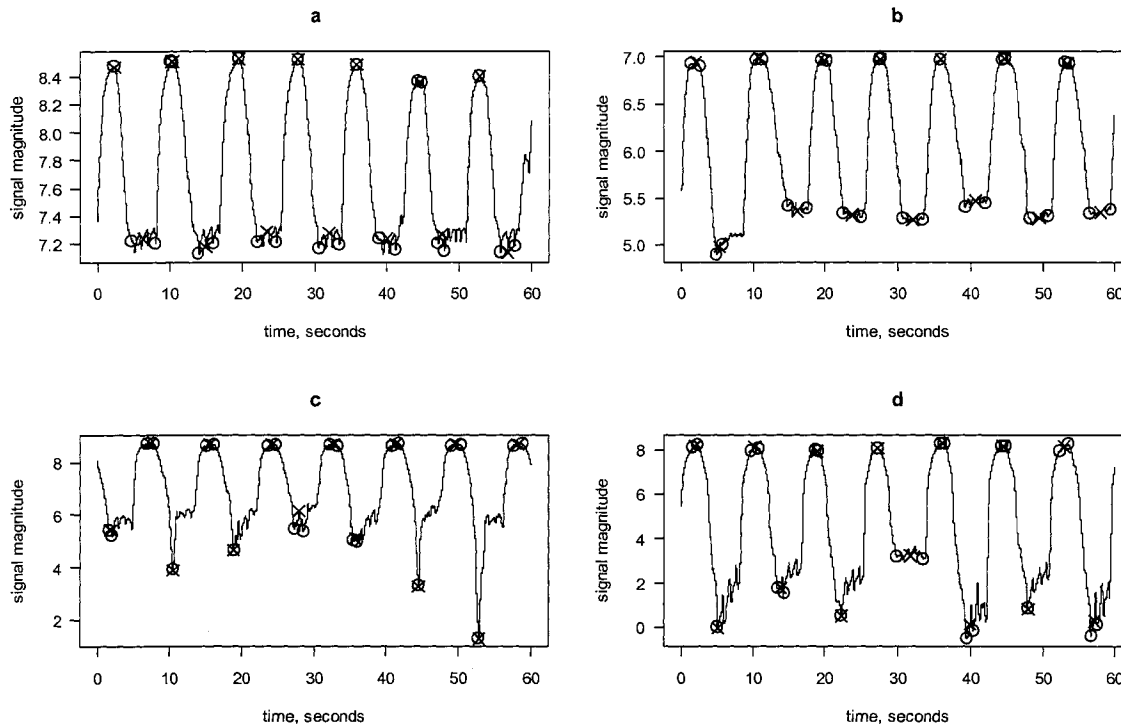 a
8.4
8.2
8.0
7.8
7.6
7.4
7.2
signal magnitude
0 10 20 30 40 50 60
time, seconds
b
7.0
6.5
6.0
5.5
5.0
signal magnitude
0 10 20 30 40 50 60
time, seconds
c
8
6
4
2
signal magnitude
0 10 20 30 40 50 60
time, seconds
d
8
6
4
2
0
signal magnitude
0 10 20 30 40 50 60
time, seconds